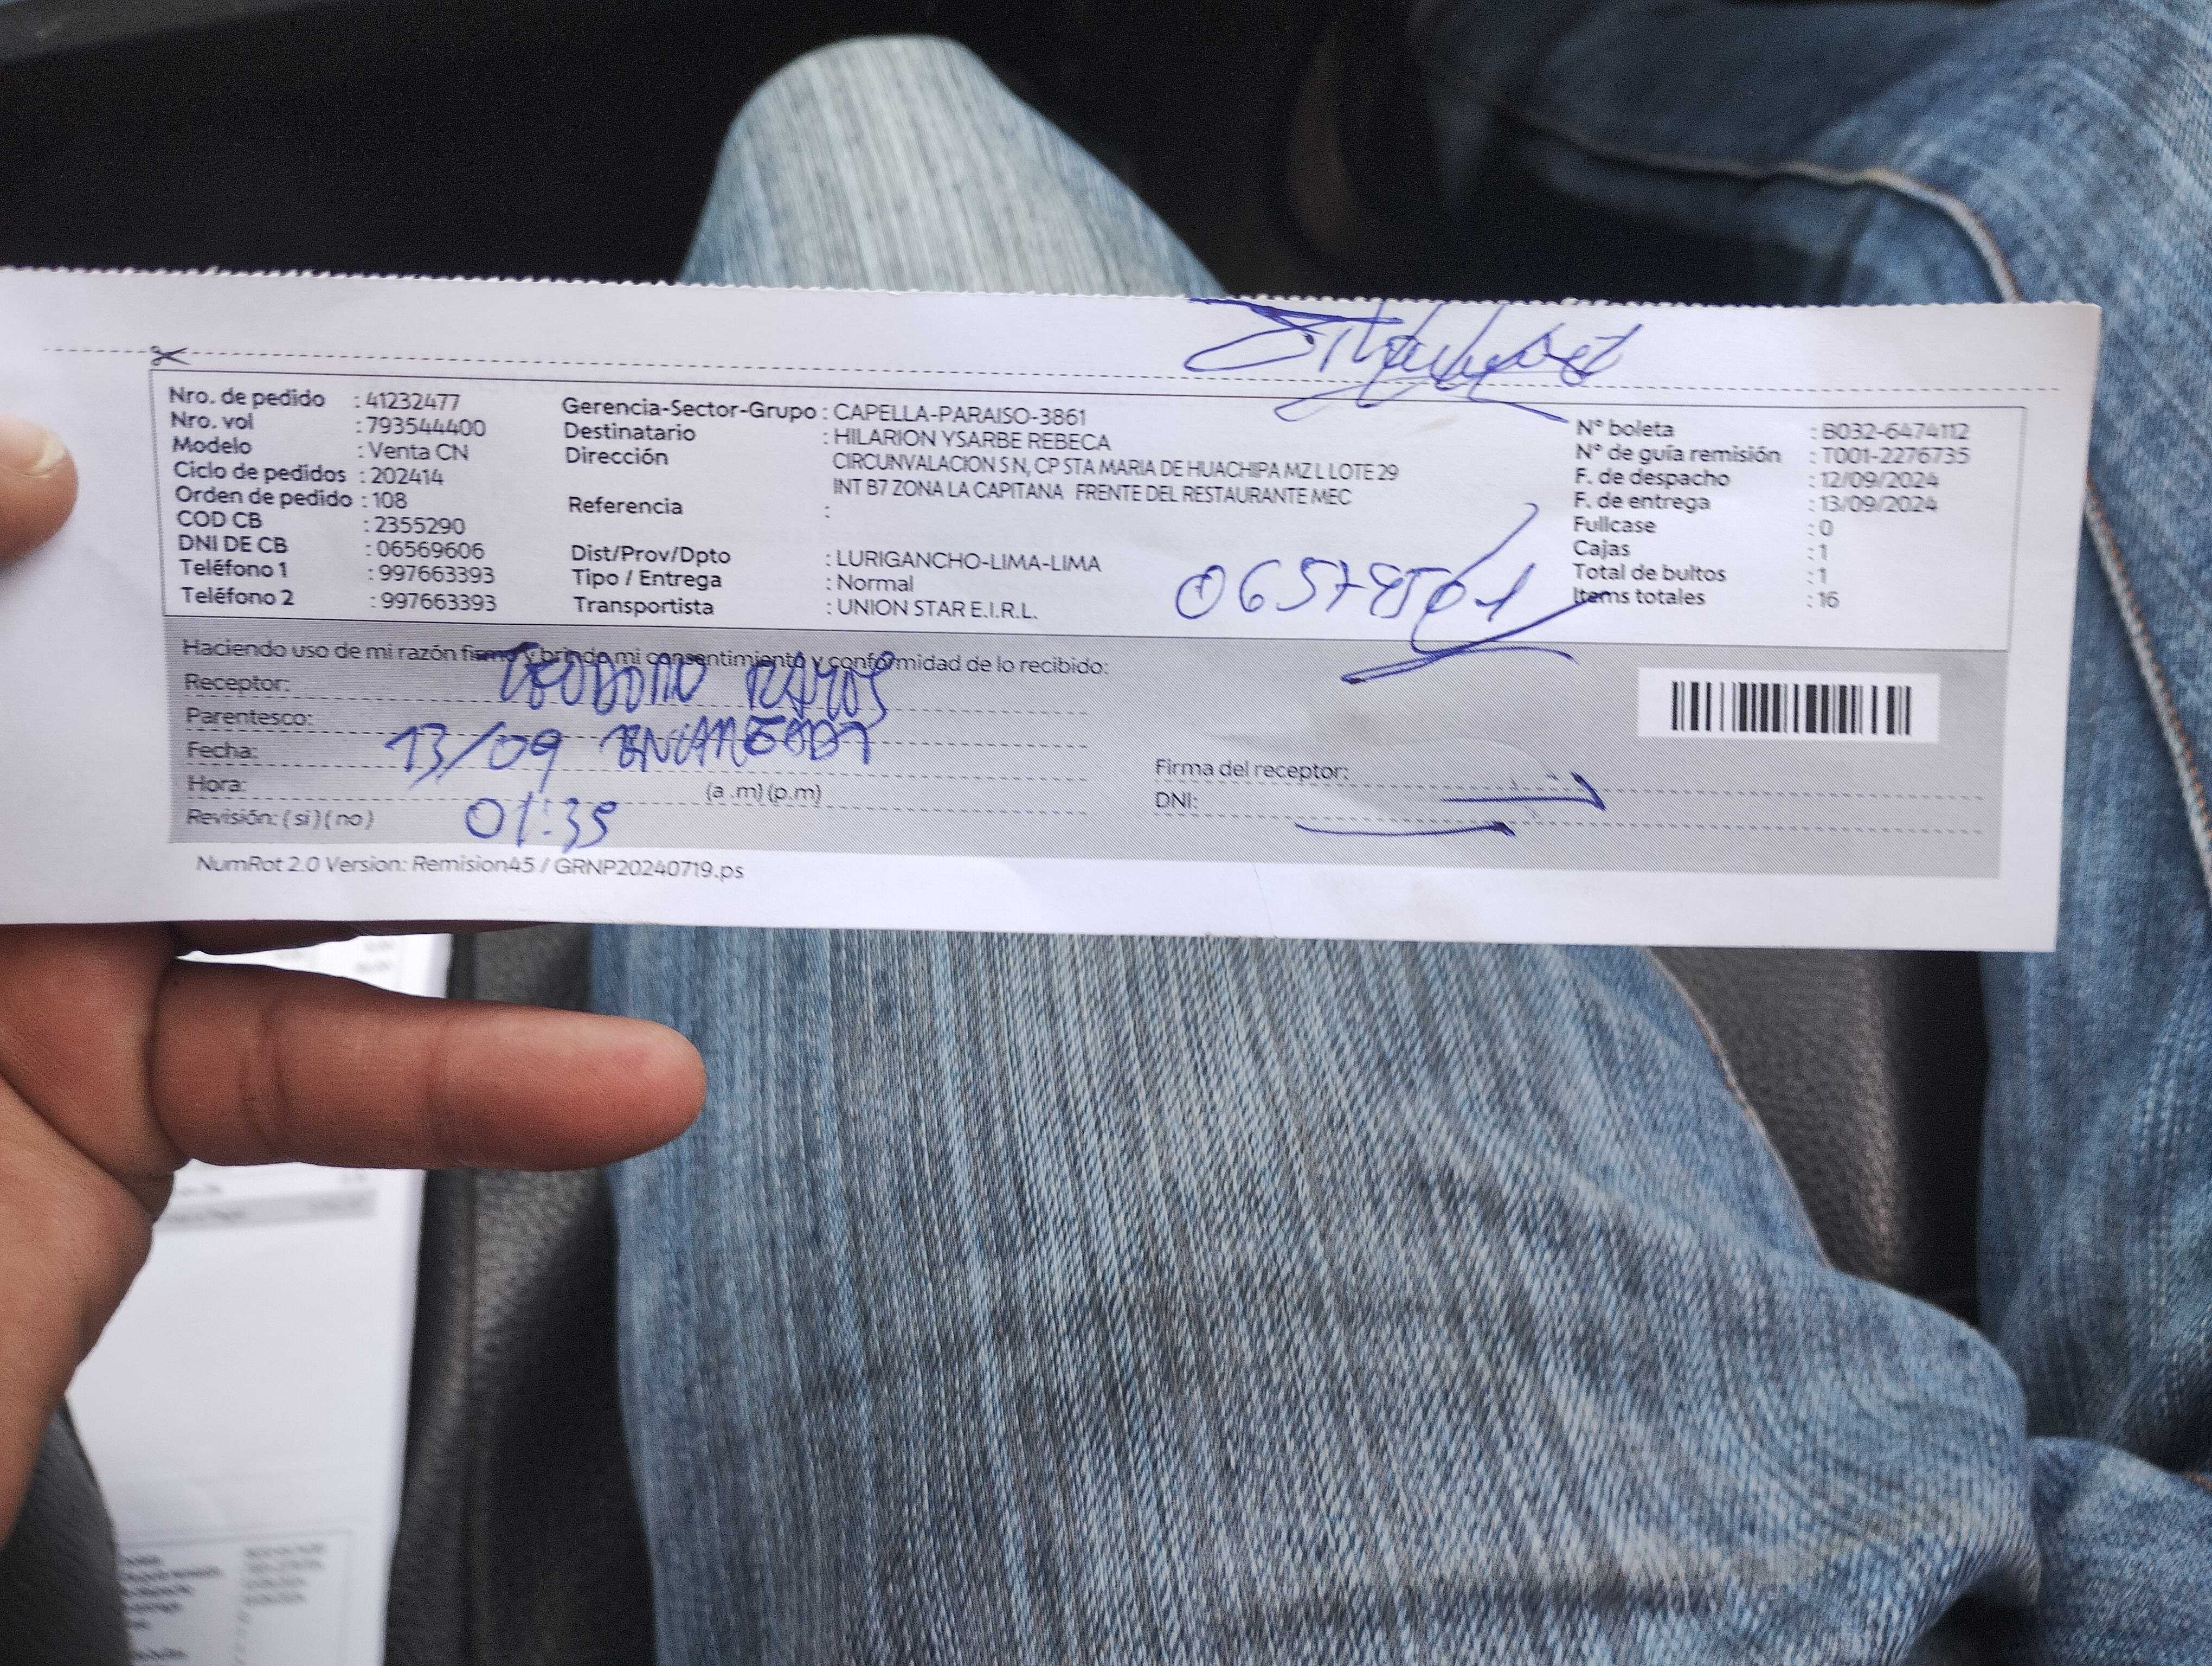 Nro. de pedido : 41232477
Nro. vol : 793544400
Modelo : Venta CN
Ciclo de pedidos : 202414
Orden de pedido : 108
COD CB : 2355290
DNI DE CB : 06569606
Teléfono 1 : 997663393
Teléfono 2 : 997663393
Gerencia-Sector-Grupo : CAPELLA-PARAISO-3861
Destinatario : HILARION YSARBE REBECA
Dirección CIRCUNVALACION S N, CP STA MARIA DE HUACHIPA MZ L LOTE 29
INT B7 ZONA LA CAPITANA FRENTE DEL RESTAURANTE MEC
Referencia :
Dist/Prov/Dpto : LURIGANCHO-LIMA-LIMA
Tipo / Entrega : Normal
Transportista : UNION STAR E.I.R.L.
N° boleta : B032-6474112
N° de guía remisión : T001-2276735
F. de despacho : 12/09/2024
F. de entrega : 13/09/2024
Fullcase : 0
Cajas : 1
Total de bultos : 1
Items totales : 16
Haciendo uso de mi razón firmo y brindo mi consentimiento y conformidad de lo recibido:
Receptor: TEODORO RAMOS
Parentesco:
Fecha: 13/09 ENCARGADO
Hora: (a .m) (p.m)
01:35
Revisión: ( si ) ( no )
Firma del receptor:
DNI:
NumRot 2.0 Version: Remision45 / GRNP20240719.ps